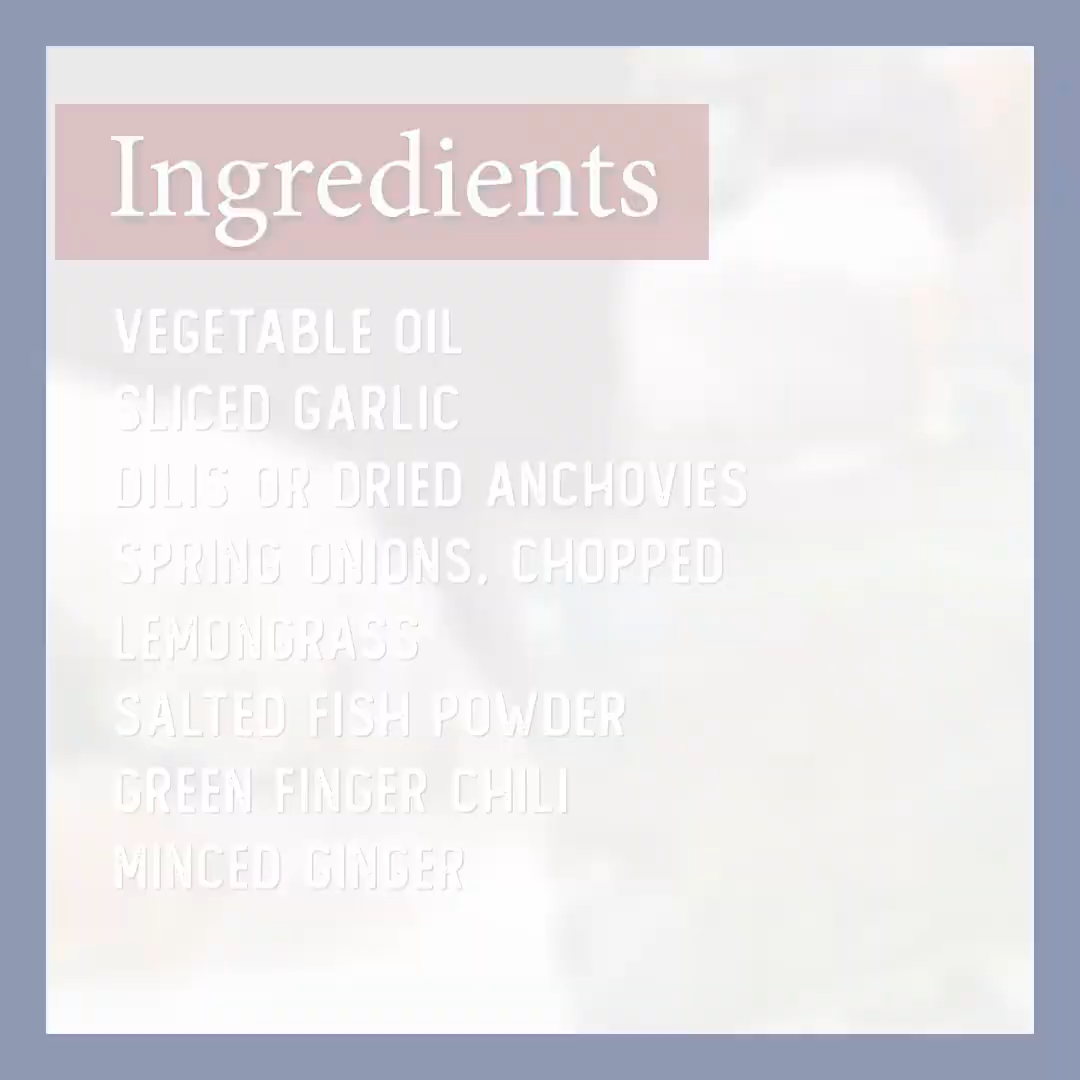 Ingredients
VEGETABLE OIL
SLICED GARLIC
DILIS OR DRIED ANCHOVIES
SPRING ONIONS, CHOPPED
LEMONGRASS
SALTED FISH POWDER
GREEN FINGER CHILI
MINCED GINGER